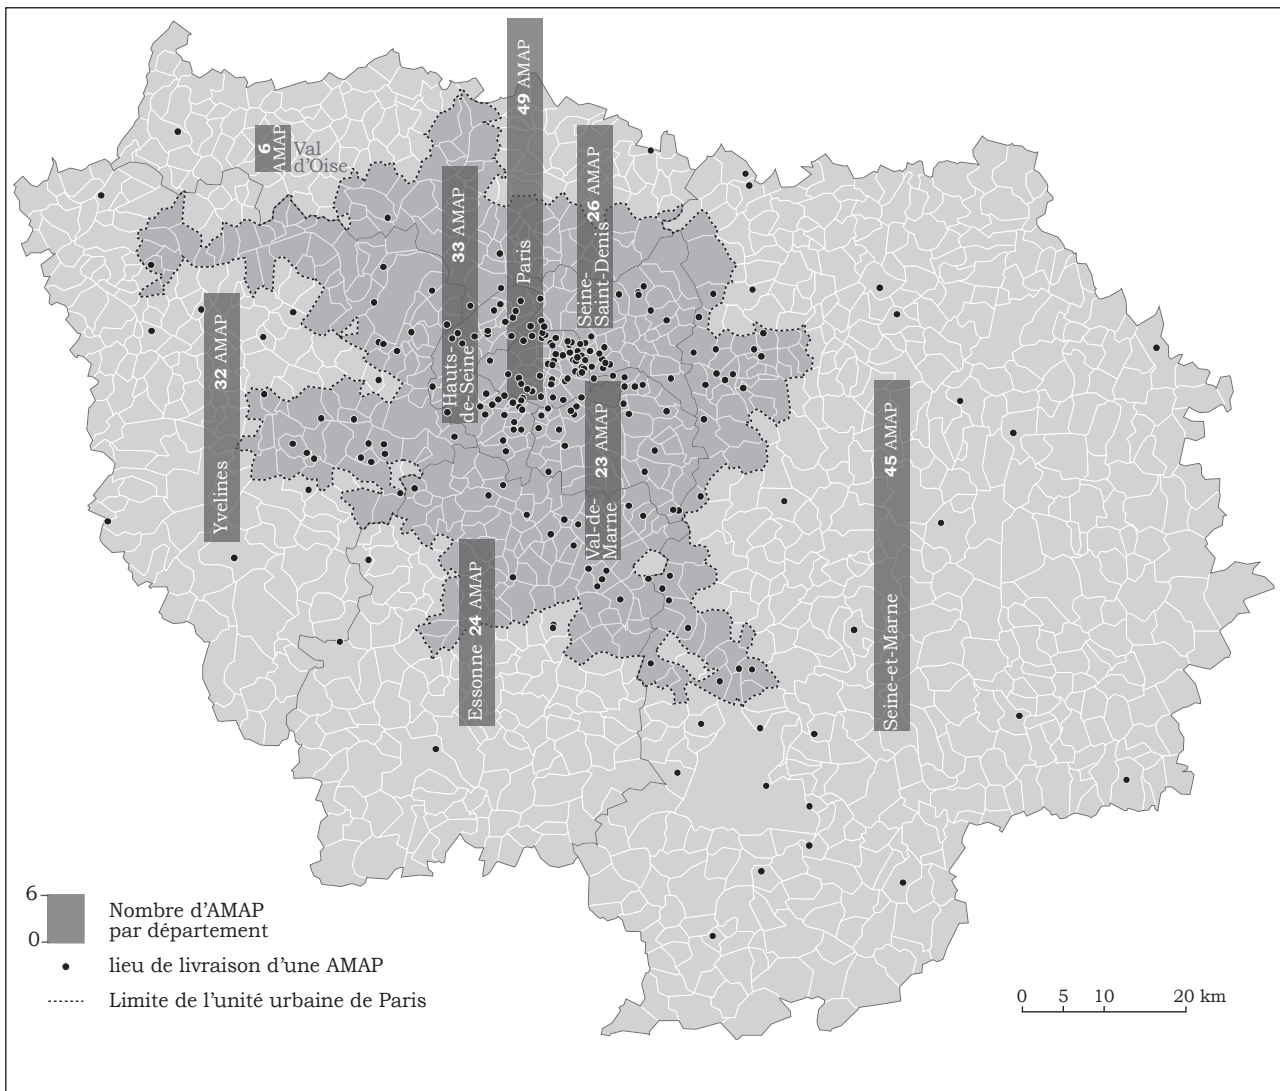 49 AMAP
Paris
6
AMAP
Val
d'Oise
26 AMAP
Seine-
Saint-Denis
33 AMAP
Hauts-
de-Seine
32 AMAP
Yvelines
23 AMAP
Val-de-
Marne
45 AMAP
Seine-et-Marne
Essonne 24 AMAP
6
0
Nombre d'AMAP
par département
lieu de livraison d'une AMAP
Limite de l'unité urbaine de Paris
0 5 10 20 km